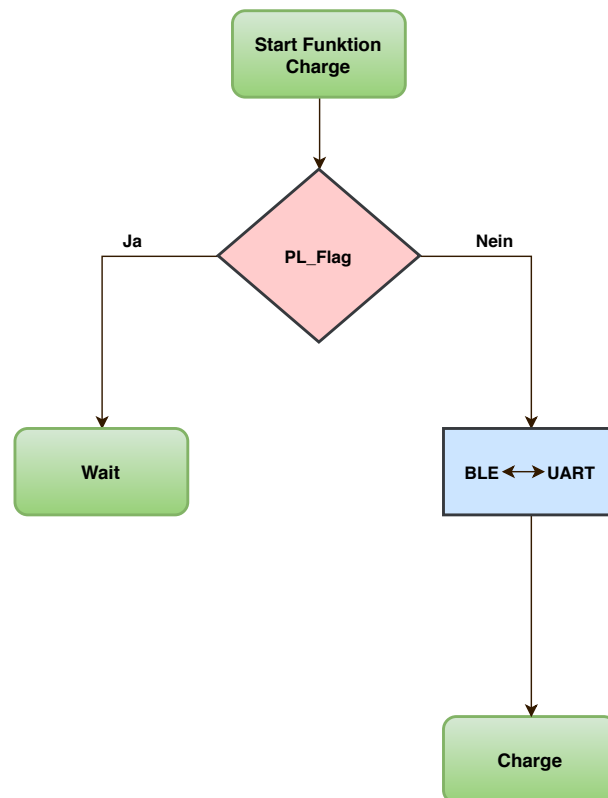 Start Funktion
Charge
Ja
Nein
PL_Flag
Wait
BLE UART
Charge